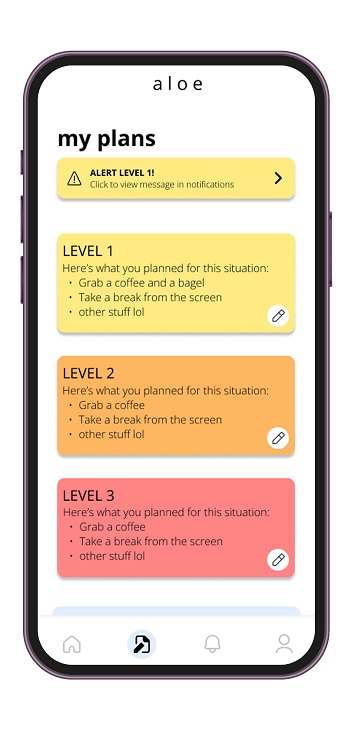 aloe
my plans
ALERT LEVEL 1!
Click to view message in notifications
LEVEL 1
Here's what you planned for this situation:
• Grab a coffee and a bagel
• Take a break from the screen
• other stuff lol
LEVEL 2
Here's what you planned for this situation:
• Grab a coffee
• Take a break from the screen
• other stuff lol
LEVEL 3
Here's what you planned for this situation:
• Grab a coffee
• Take a break from the screen
• other stuff lol